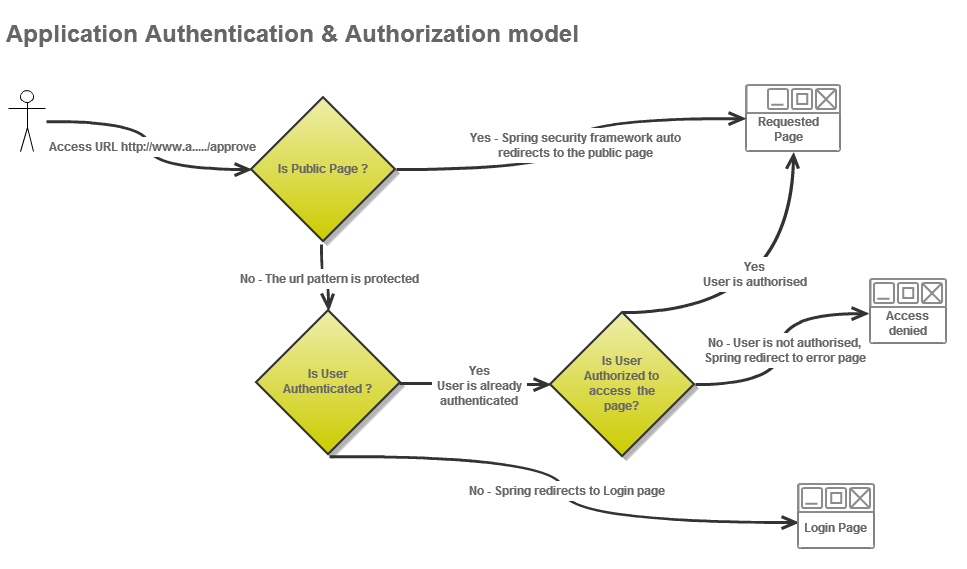 Application Authentication & Authorization model
Access URL http://www.a...../approve
Is Public Page ?
Yes - Spring security framework auto
redirects to the public page
Requested
Page
No - The url pattern is protected
Yes
User is authorised
Access
denied
No - User is not authorised,
Spring redirect to error page
Is User
Authenticated ?
Yes
User is already
authenticated
Is User
Authorized to
access the
page?
No - Spring redirects to Login page
Login Page